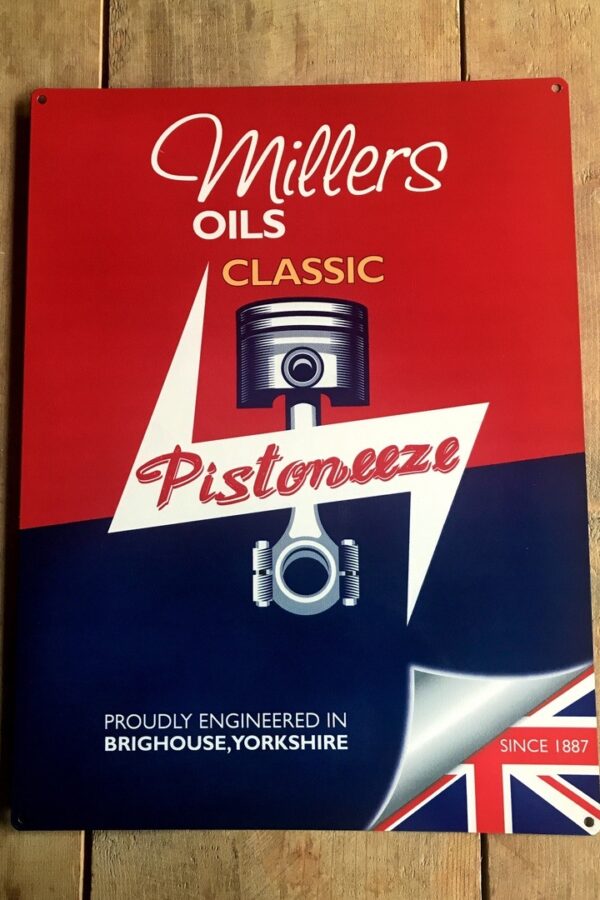 Millers
OILS
CLASSIC
Pistoneeze
PROUDLY ENGINEERED IN
BRIGHOUSE,YORKSHIRE
SINCE 1887